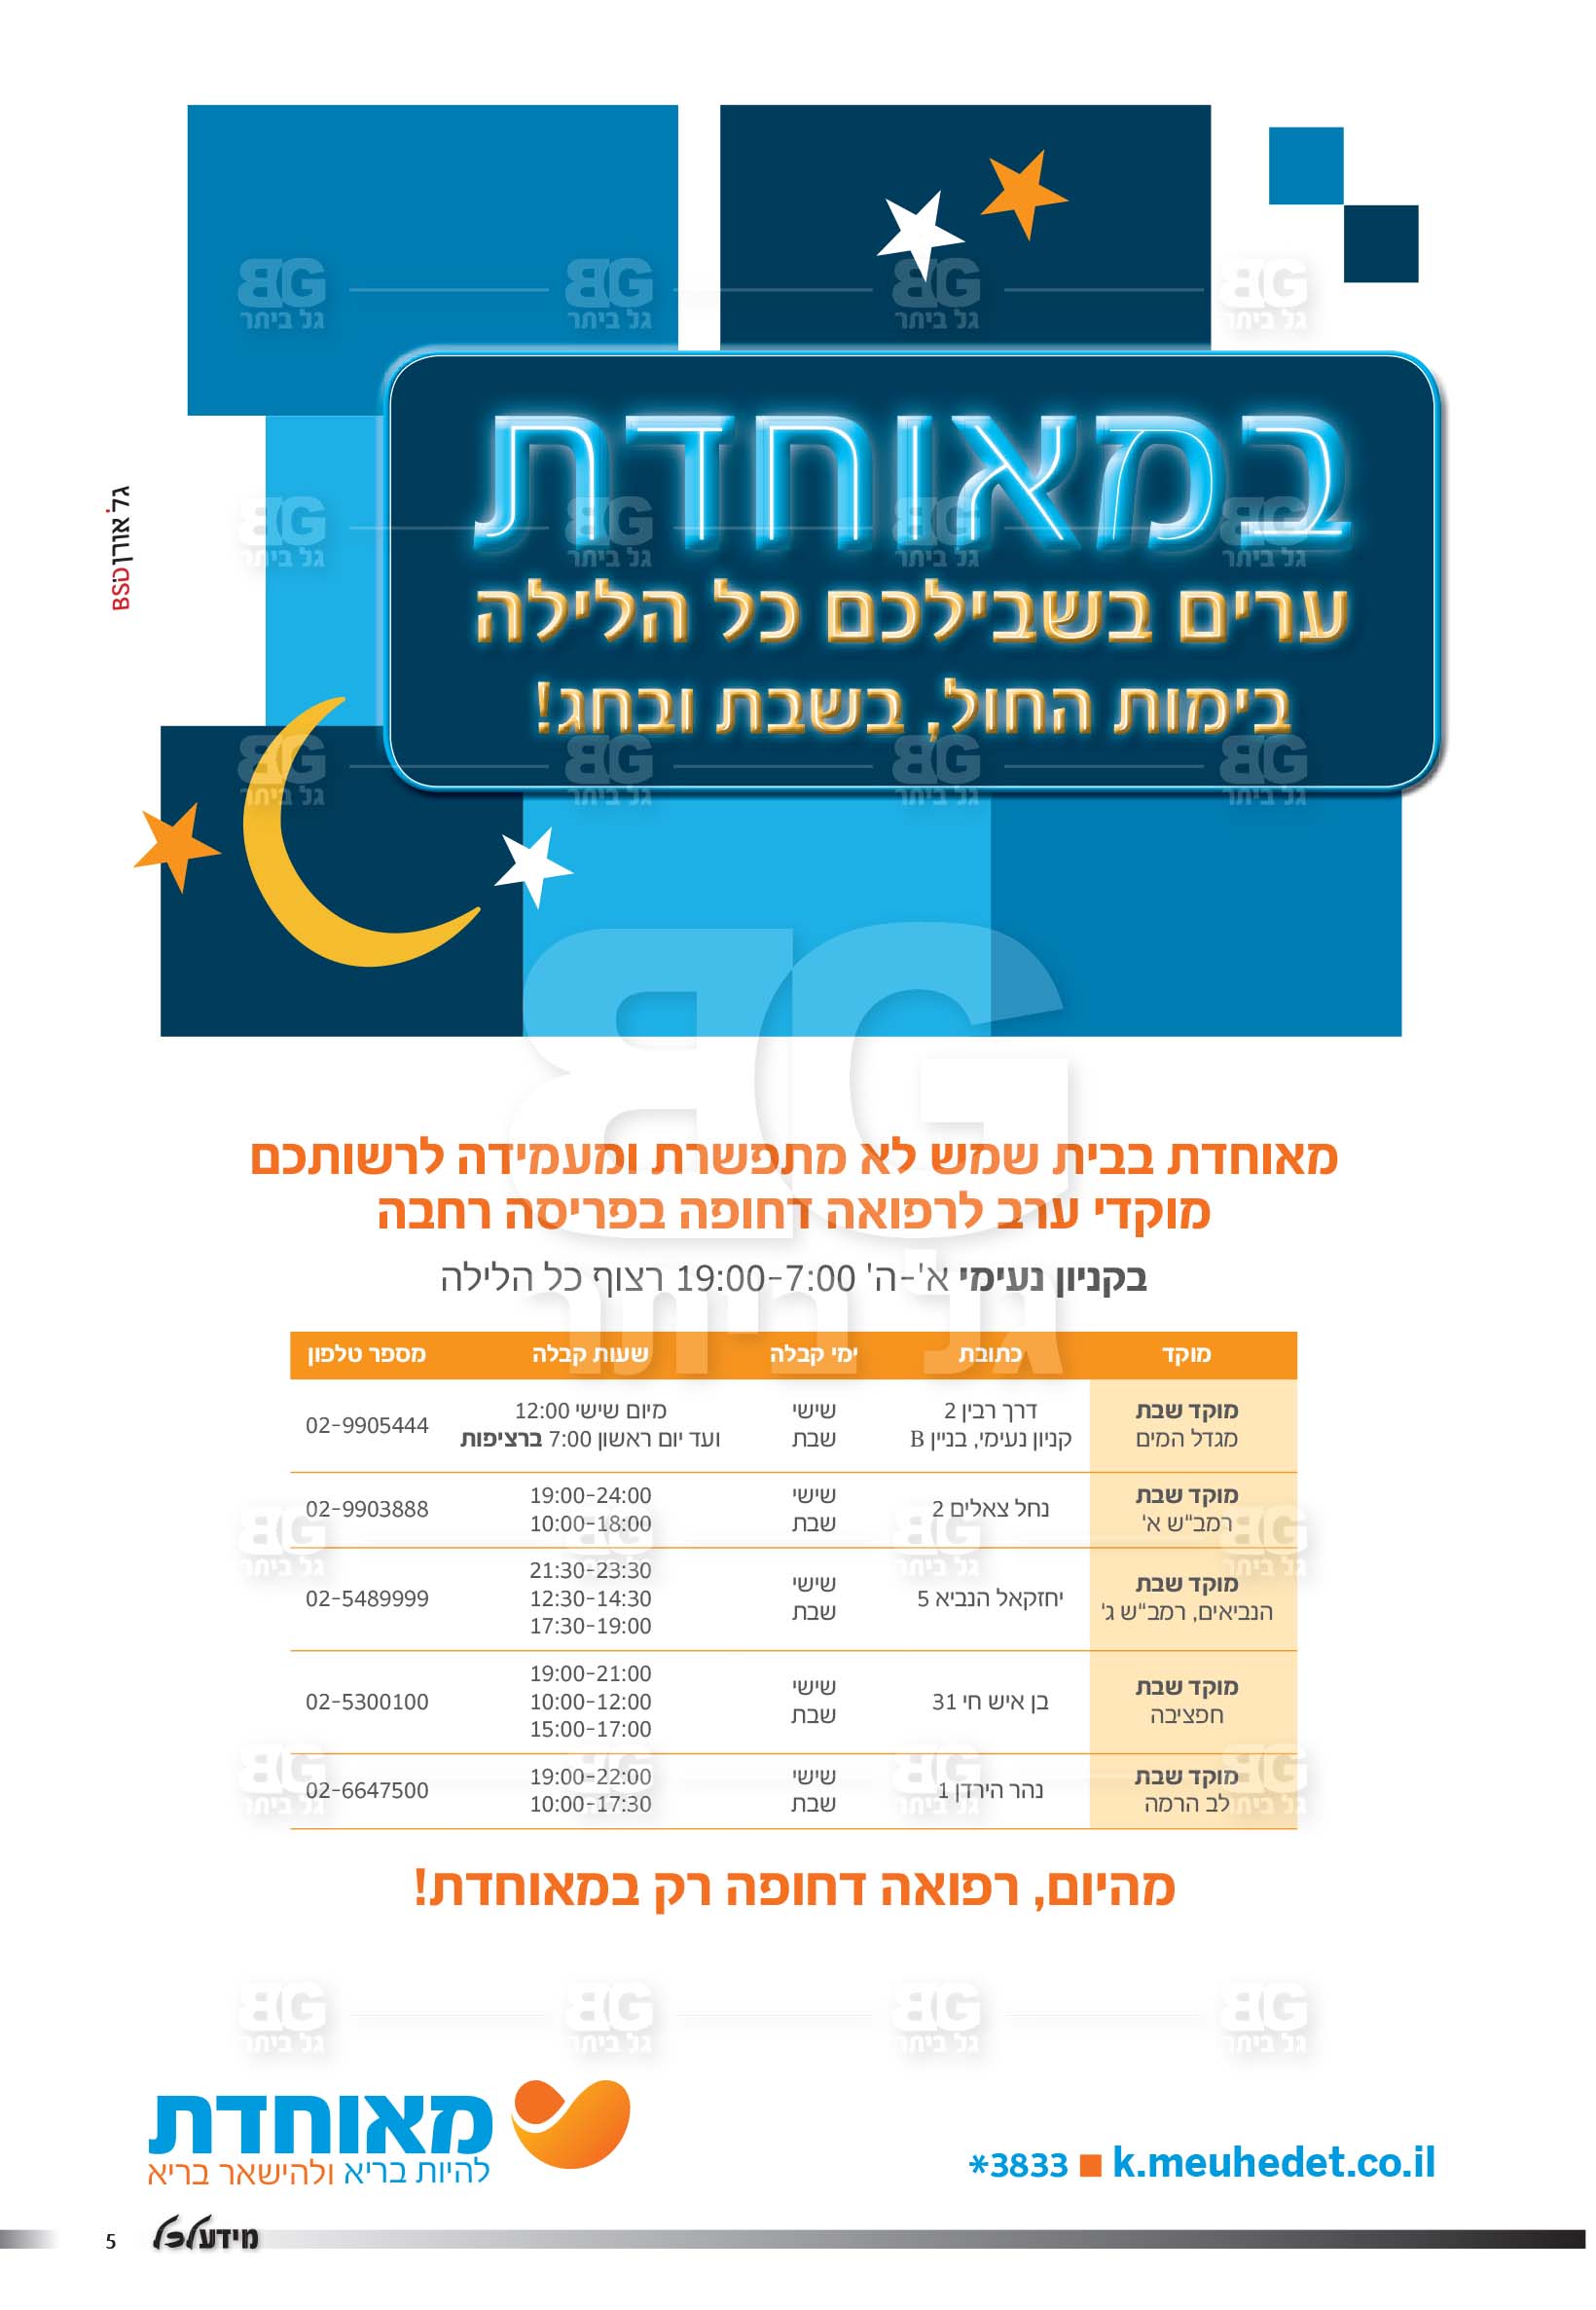 במאוחדת
ערים בשבילכם כל הלילה
בימות החול, בשבת ובחג!
גל אורן BSD
מאוחדת בבית שמש לא מתפשרת ומעמידה לרשותכם
מוקדי ערב לרפואה דחופה בפריסה רחבה
בקניון נעימי א'-ה' 19:00-7:00 רצוף כל הלילה
מוקד כתובת ימי קבלה שעות קבלה מספר טלפון
מוקד שבת דרך רבין 2 שישי מיום שישי 12:00 02-9905444
מגדל המים קניון נעימי, בניין B שבת ועד יום ראשון 7:00 ברציפות
מוקד שבת נחל צאלים 2 שישי 19:00-24:00 02-9903888
רמב"ש א' שבת 10:00-18:00
מוקד שבת יחזקאל הנביא 5 שישי 21:30-23:30 02-5489999
הנביאים, רמב"ש ג' שבת 12:30-14:30
17:30-19:00
מוקד שבת בן איש חי 31 שישי 19:00-21:00 02-5300100
חפציבה שבת 10:00-12:00
15:00-17:00
מוקד שבת נהר הירדן 1 שישי 19:00-22:00 02-6647500
לב הרמה שבת 10:00-17:30
מהיום, רפואה דחופה רק במאוחדת!
מאוחדת
להיות בריא ולהישאר בריא
*3833 k.meuhedet.co.il
מידע לכל
5
BG
גל ביתר